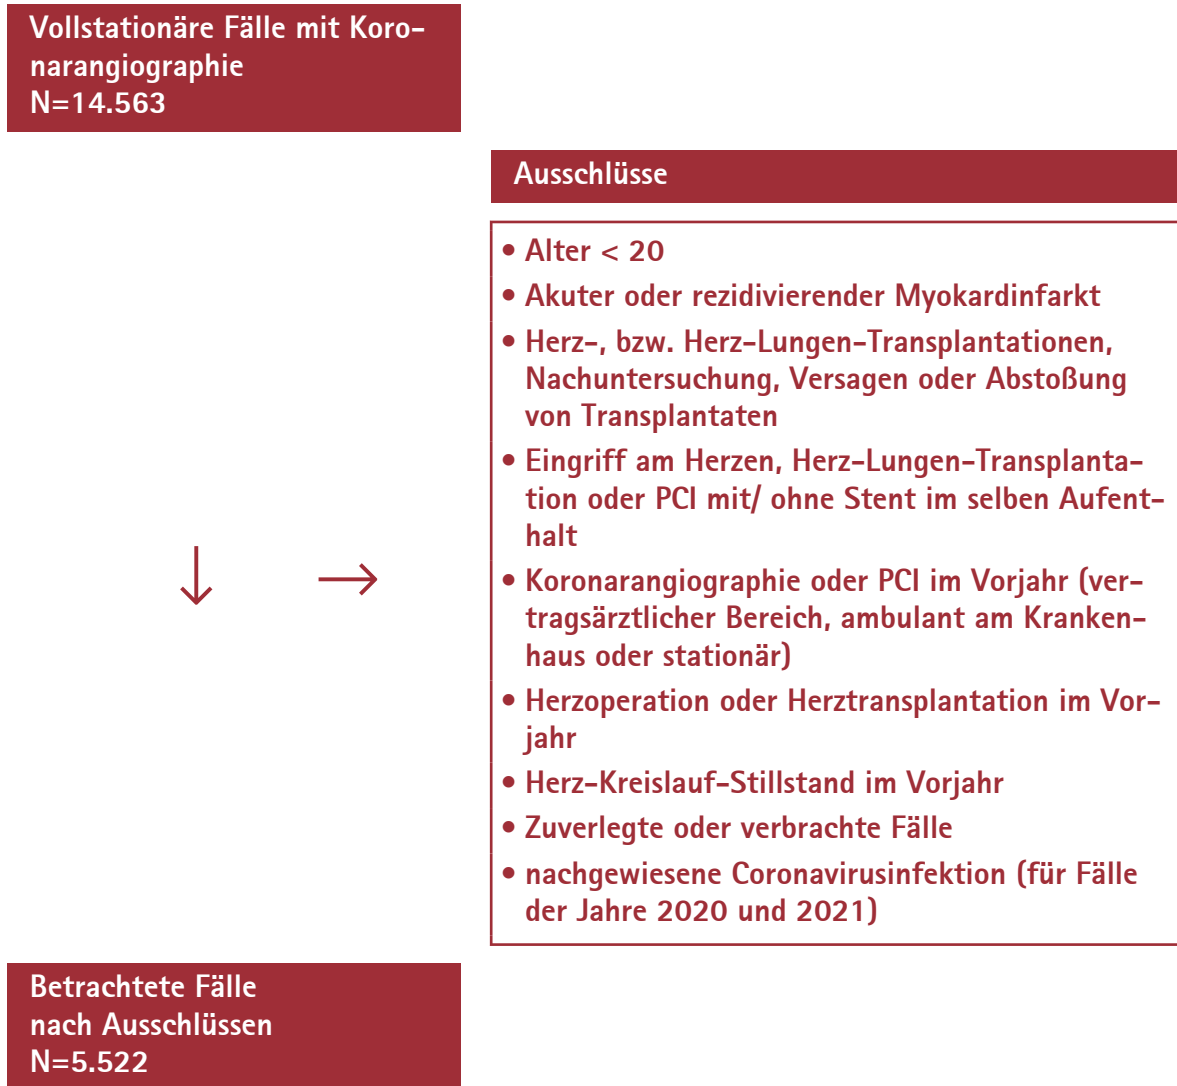 Vollstationäre Fälle mit Koro-
narangiographie
N=14.563
Ausschlüsse
• Alter < 20
• Akuter oder rezidivierender Myokardinfarkt
• Herz-, bzw. Herz-Lungen-Transplantationen,
Nachuntersuchung, Versagen oder Abstoßung
von Transplantaten
• Eingriff am Herzen, Herz-Lungen-Transplanta-
tion oder PCI mit/ ohne Stent im selben Aufent-
halt
• Koronarangiographie oder PCI im Vorjahr (ver-
tragsärztlicher Bereich, ambulant am Kranken-
haus oder stationär)
• Herzoperation oder Herztransplantation im Vor-
jahr
• Herz-Kreislauf-Stillstand im Vorjahr
• Zuverlegte oder verbrachte Fälle
• nachgewiesene Coronavirusinfektion (für Fälle
der Jahre 2020 und 2021)
Betrachtete Fälle
nach Ausschlüssen
N=5.522